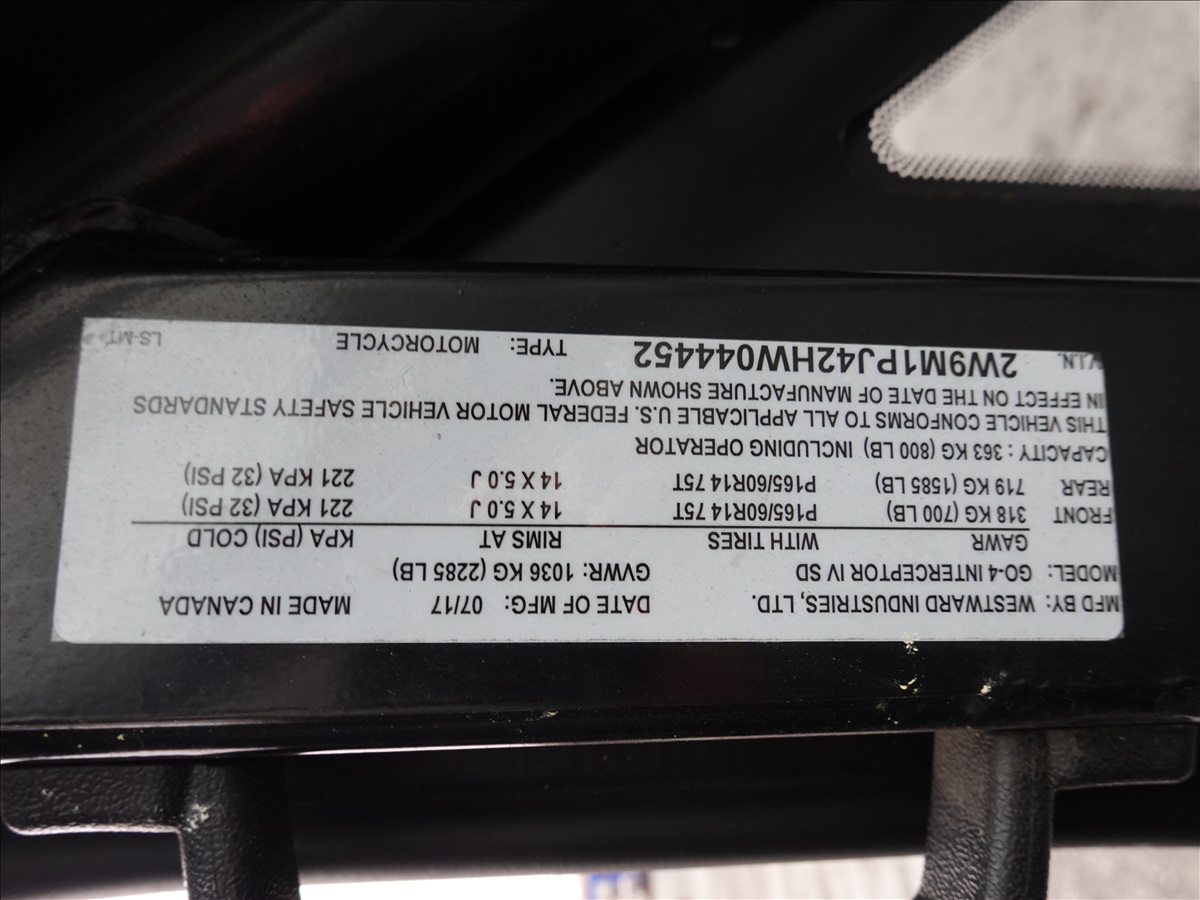 MFD BY: WESTWARD INDUSTRIES, LTD. DATE OF MFG: 07/17 MADE IN CANADA
MODEL: GO-4 INTERCEPTOR IV SD GVWR: 1036 KG (2285 LB)
GAWR WITH TIRES RIMS AT KPA (PSI) COLD
FRONT 318 KG (700 LB) P165/60R14 75T 14 X 5.0 J 221 KPA (32 PSI)
REAR 719 KG (1585 LB) P165/60R14 75T 14 X 5.0 J 221 KPA (32 PSI)
CAPACITY : 363 KG (800 LB) INCLUDING OPERATOR
THIS VEHICLE CONFORMS TO ALL APPLICABLE U.S. FEDERAL MOTOR VEHICLE SAFETY STANDARDS
IN EFFECT ON THE DATE OF MANUFACTURE SHOWN ABOVE.
V.I.N. 2W9M1PJ42HW044452 TYPE: MOTORCYCLE LS-MT